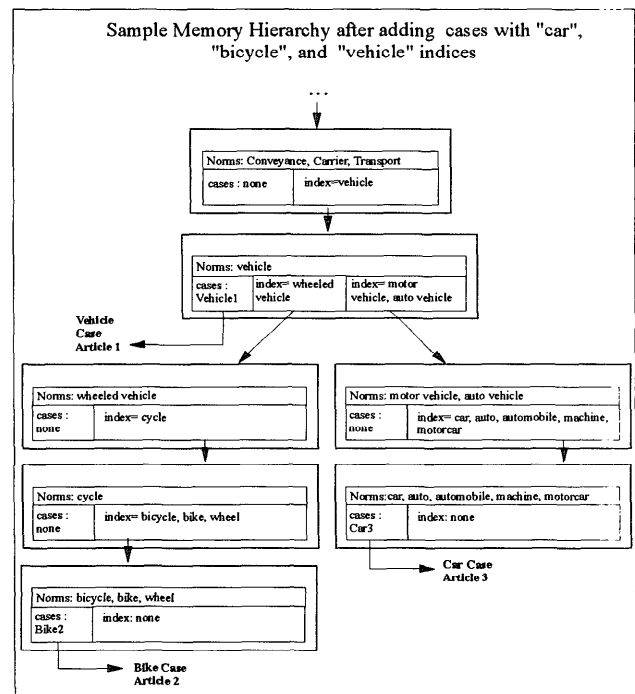 Sample Memory Hierarchy after adding cases with "car",
"bicycle", and "vehicle" indices
...
Norms: Conveyance, Carrier, Transport
cases : none
index=vehicle
Norms: vehicle
cases :
Vehicle1
index= wheeled
vehicle
index= motor
vehicle, auto vehicle
Vehicle
Case
Article 1
Norms: wheeled vehicle
cases :
none
index= cycle
Norms: motor vehicle, auto vehicle
cases :
none
index= car, auto, automobile, machine,
motorcar
Norms: cycle
cases :
none
index= bicycle, bike, wheel
Norms:car, auto, automobile, machine, motorcar
cases :
Car3
index: none
Car Case
Article 3
Norms: bicycle, bike, wheel
cases :
Bike2
index: none
Bike Case
Article 2